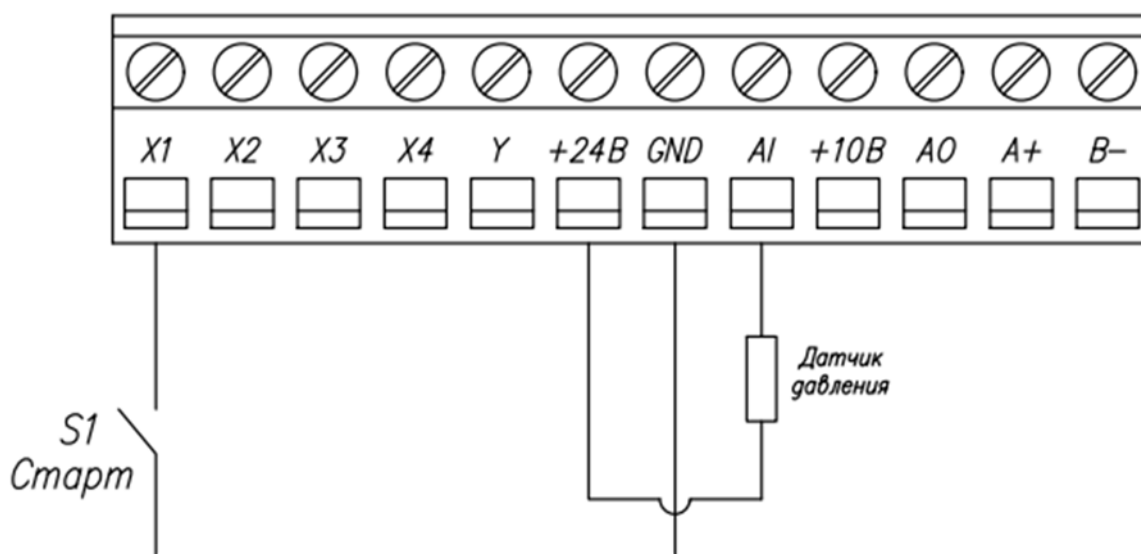 X1 X2 X3 X4 Y +24В GND AI +10В AO A+ B-
Датчик
давления
S1
Старт